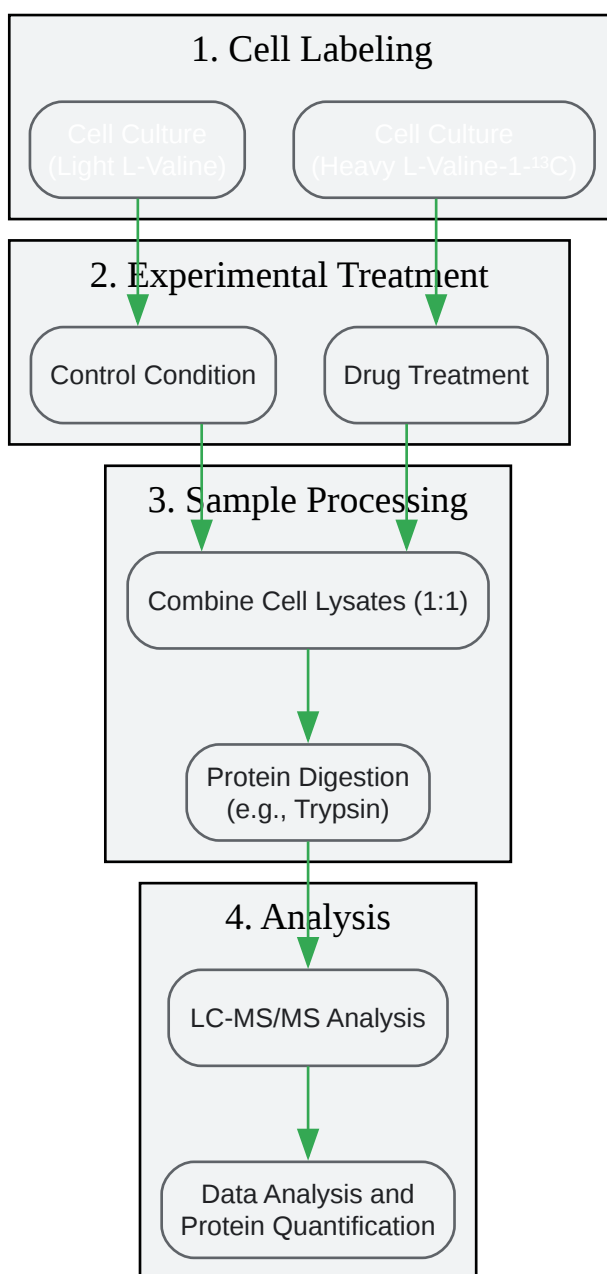 1. Cell Labeling
Cell Culture
(Light L-Valine)
Cell Culture
(Heavy L-Valine-1-¹³C)
2. Experimental Treatment
Control Condition
Drug Treatment
3. Sample Processing
Combine Cell Lysates (1:1)
Protein Digestion
(e.g., Trypsin)
4. Analysis
LC-MS/MS Analysis
Data Analysis and
Protein Quantification